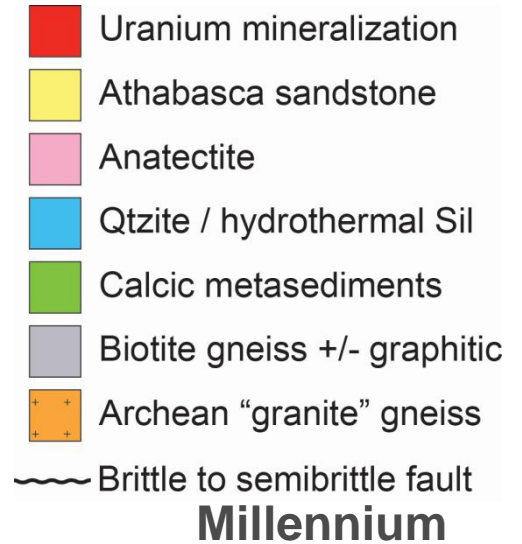 Uranium mineralization
Athabasca sandstone
Anatectite
Qtzite / hydrothermal Sil
Calcic metasediments
Biotite gneiss +/- graphitic
Archean “granite” gneiss
Brittle to semibrittle fault
Millennium